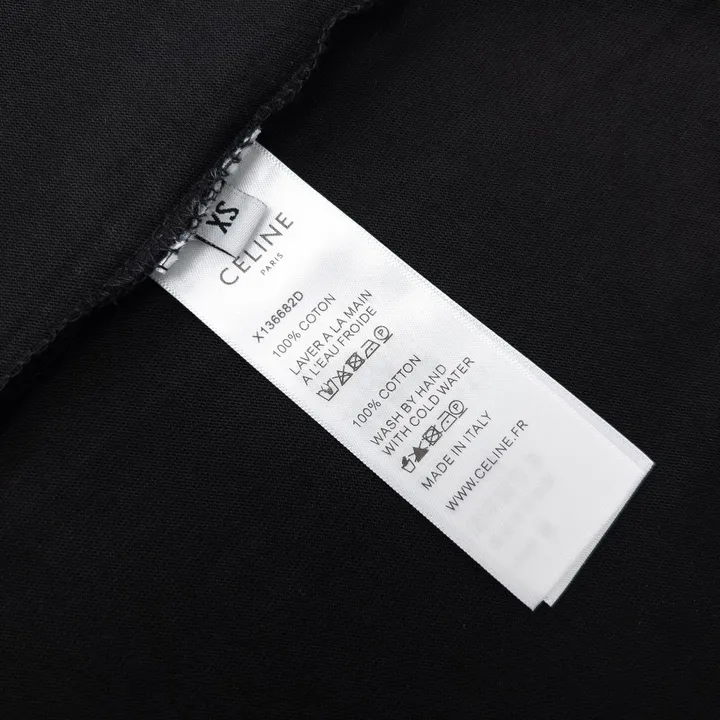 XS
CELINE
PARIS
X136682D
100% COTON
LAVER A LA MAIN
A L'EAU FROIDE
100% COTTON
WASH BY HAND
WITH COLD WATER
MADE IN ITALY
WWW.CELINE.FR